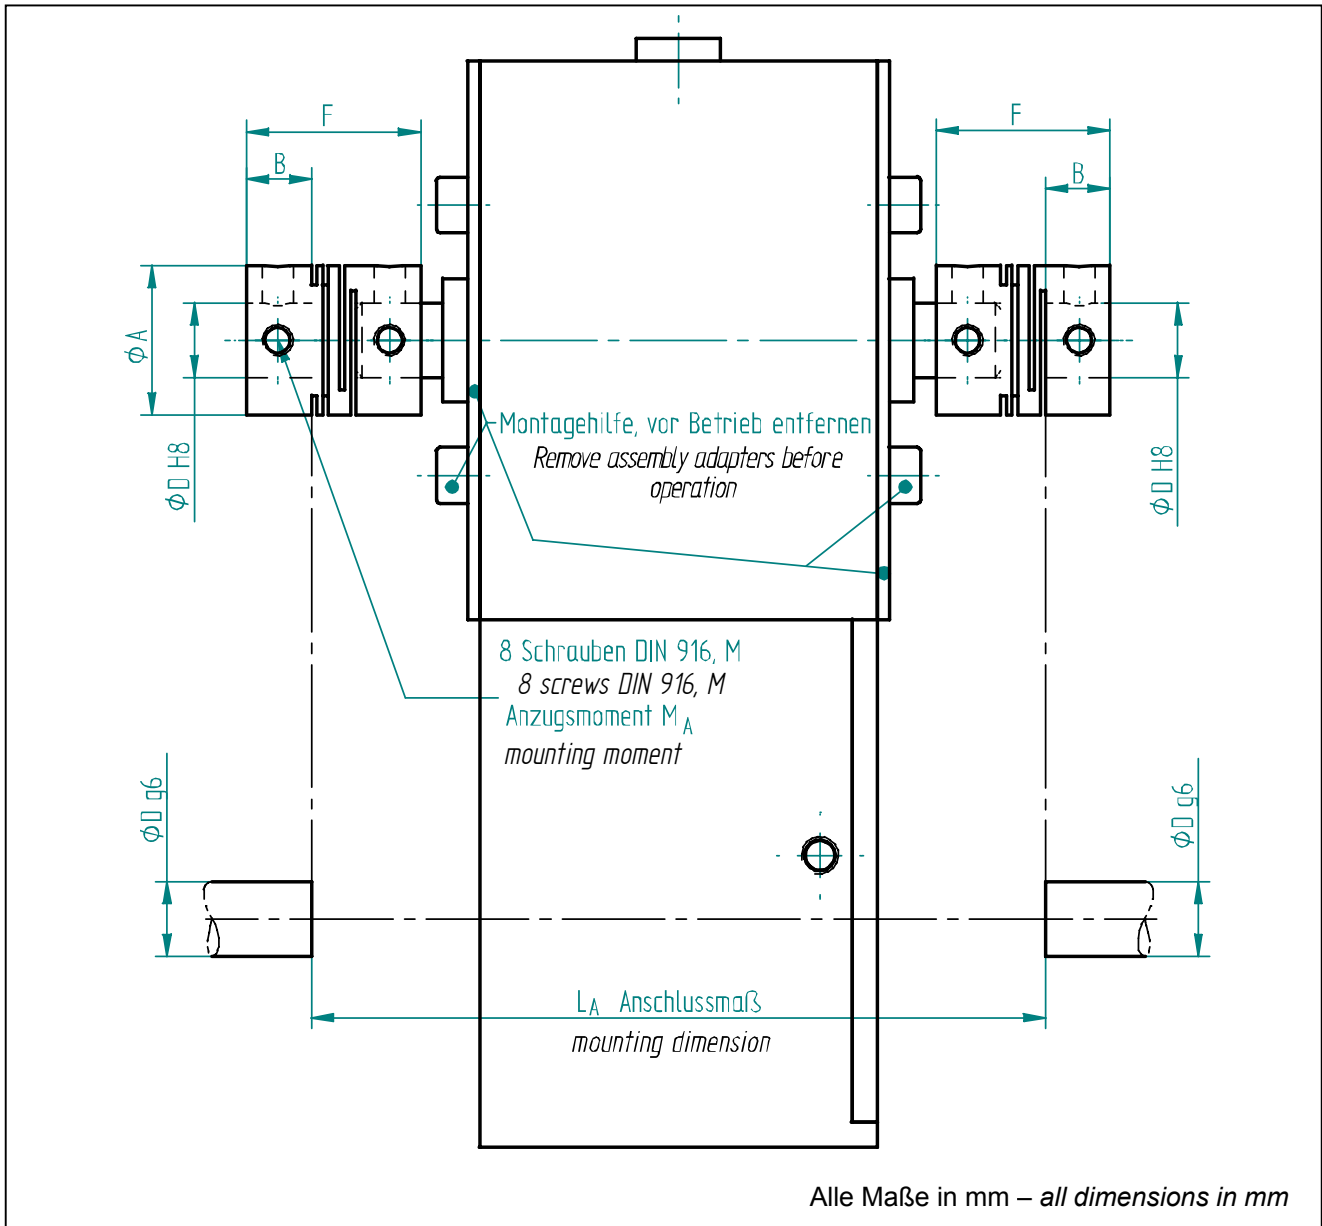 F
F
B
B
ϕA
ϕD H8
ϕD H8
Montagehilfe, vor Betrieb entfernen
Remove assembly adapters before
operation
8 Schrauben DIN 916, M
8 screws DIN 916, M
Anzugsmoment MA
mounting moment
ϕD g6
ϕD g6
LA Anschlussmaß
mounting dimension
Alle Maße in mm – all dimensions in mm